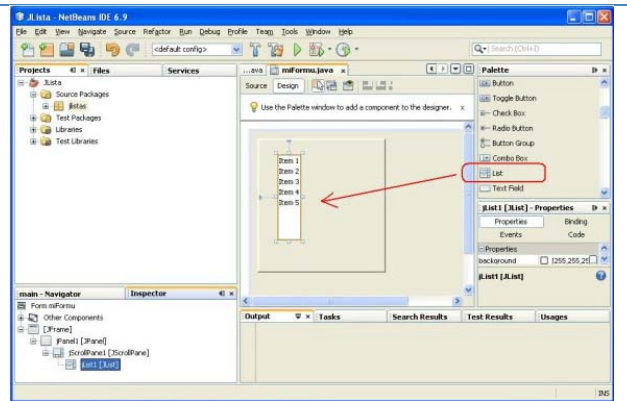 JLista - NetBeans IDE 6.9
File Edit View Navigate Source Refactor Run Debug Profile Team Tools Window Help
<default config>
Search (Ctrl+I)
Projects Files Services
JLista
Source Packages
jlistas
Test Packages
Libraries
Test Libraries
...ava miFormu.java
Source Design
Use the Palette window to add a component to the designer.
Item 1
Item 2
Item 3
Item 4
Item 5
Palette
Button
Toggle Button
Check Box
Radio Button
Button Group
Combo Box
List
Text Field
jList1 [JList] - Properties
Properties Binding
Events Code
Properties
background
jList1 [JList]
main - Navigator Inspector
Form miFormu
Other Components
[JFrame]
jPanel1 [JPanel]
jScrollPane1 [JScrollPane]
jList1 [JList]
Output Tasks Search Results Test Results Usages
INS